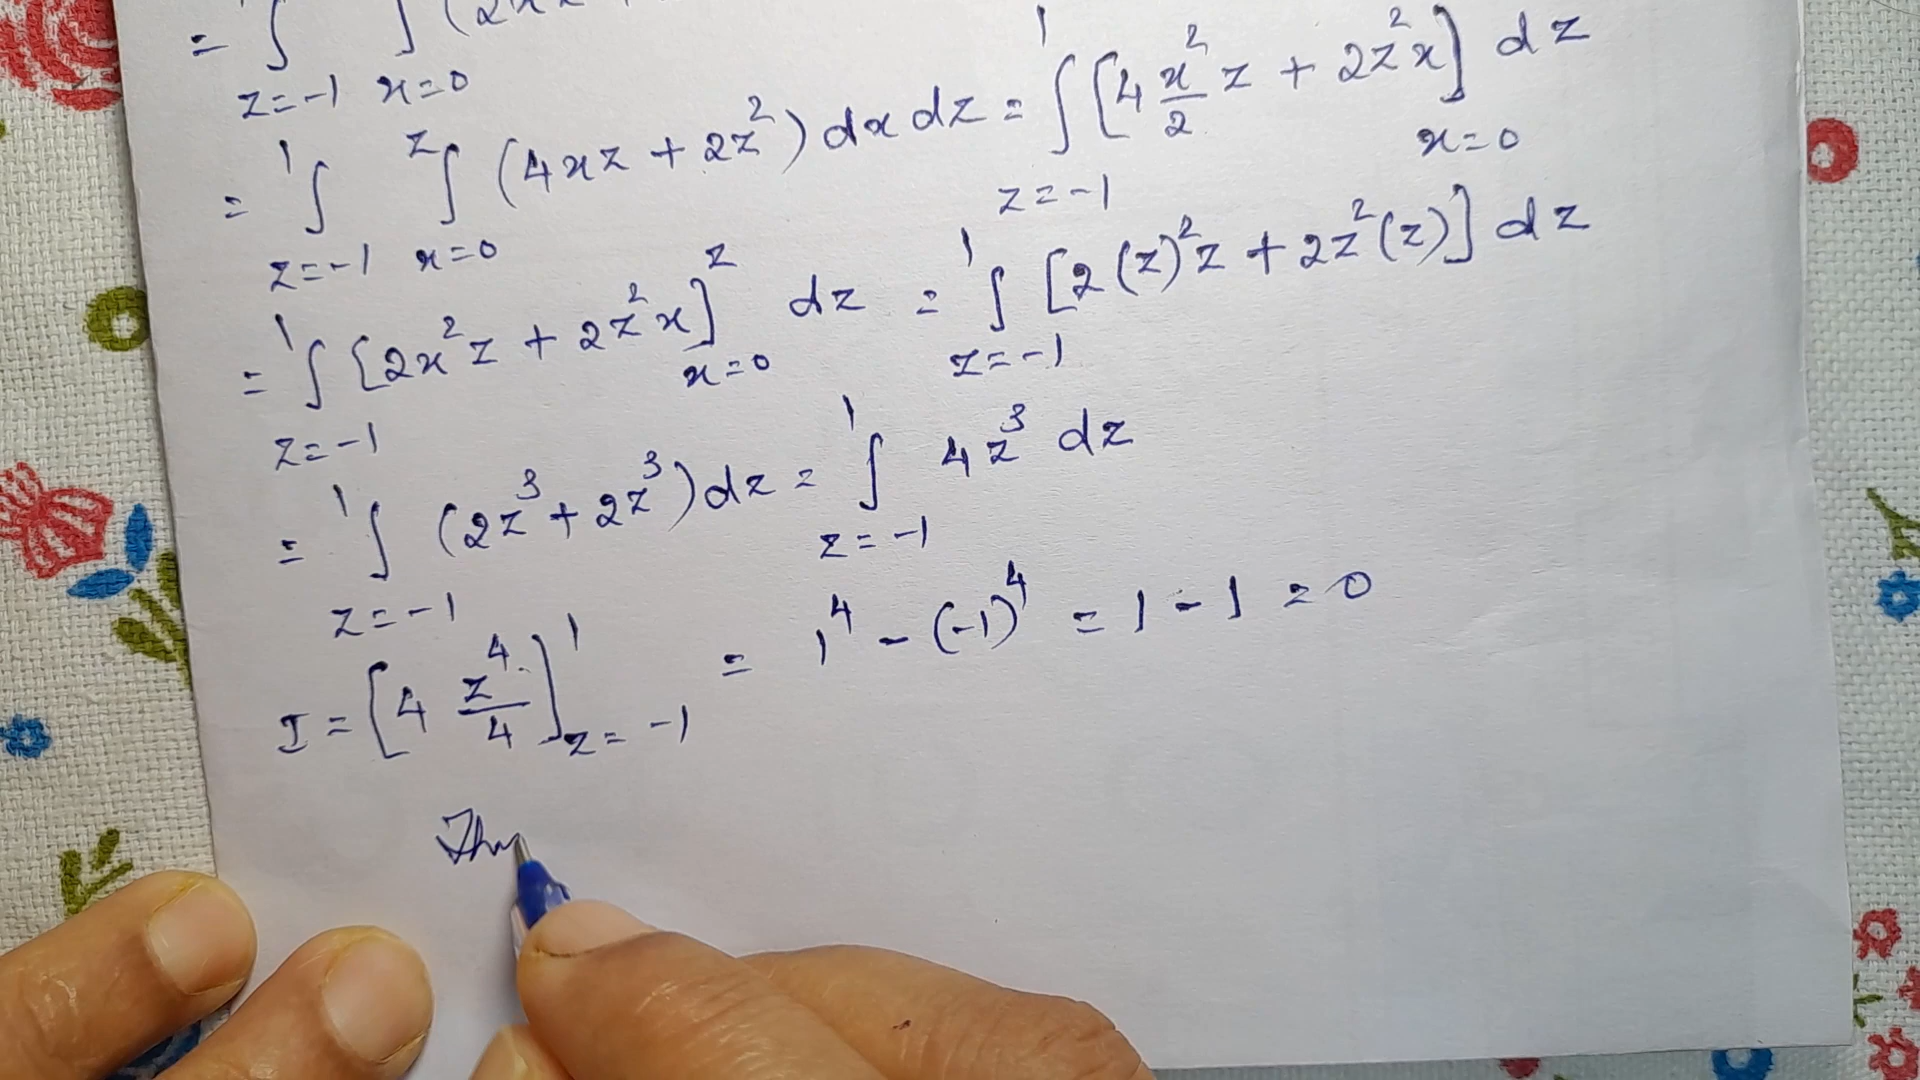 = ∫ ∫ (2xz
z=-1 x=0
= ¹∫ ᶻ∫ (4xz + 2z²) dx dz = ¹∫ [4 x²/2 z + 2z²x] dz
z=-1 x=0 z=-1 x=0
= ¹∫ [2x²z + 2z²x]ᶻ dz = ¹∫ [2(z)²z + 2z²(z)] dz
z=-1 x=0 z=-1
= ¹∫ (2z³ + 2z³) dz = ¹∫ 4z³ dz
z=-1 z=-1
I = [4 z⁴/4]¹ z=-1 = 1⁴ - (-1)⁴ = 1 - 1 = 0
Thu